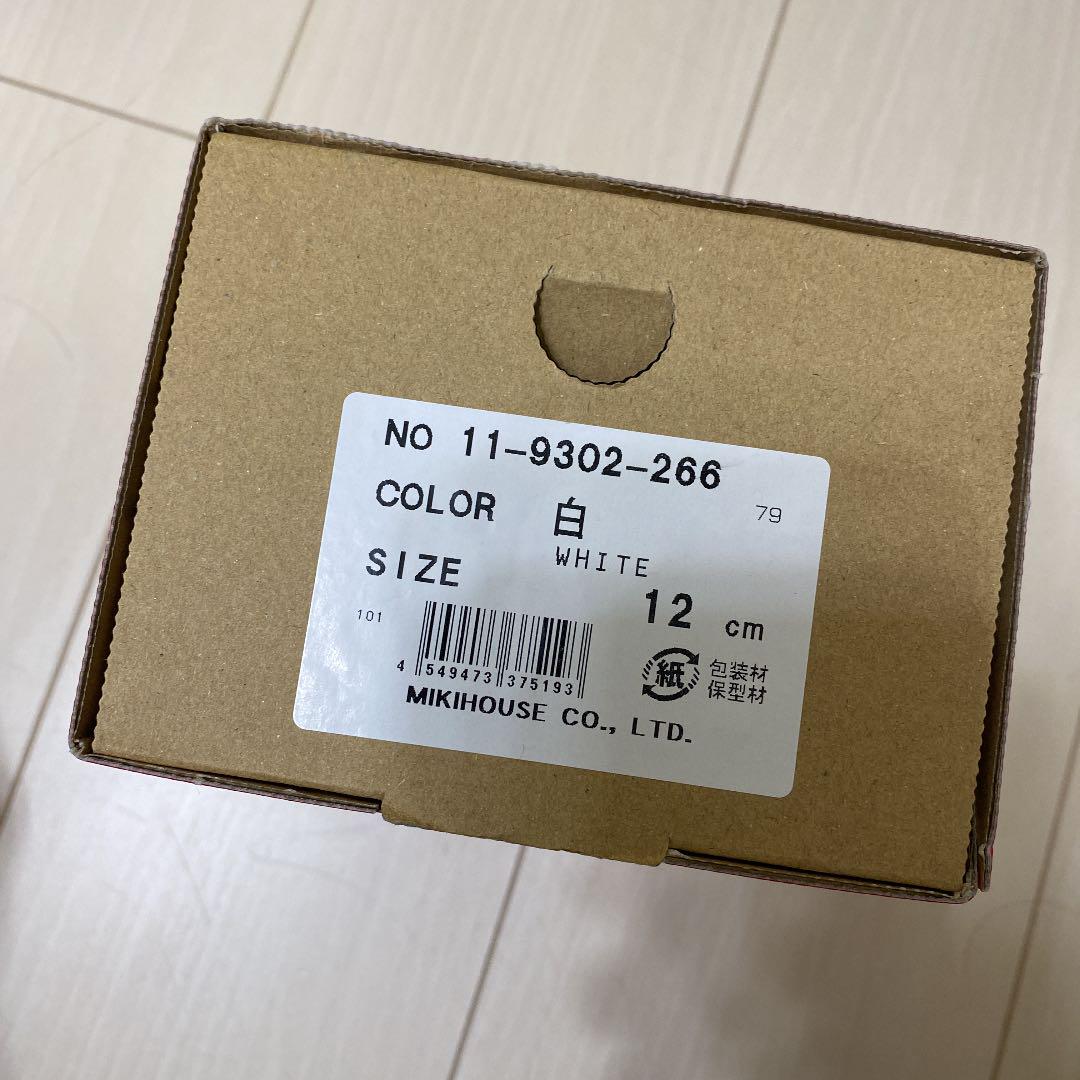 NO 11-9302-266
COLOR 白 79
WHITE
SIZE 12 cm
101
4 549473 375193
紙 包装材
保型材
MIKIHOUSE CO., LTD.